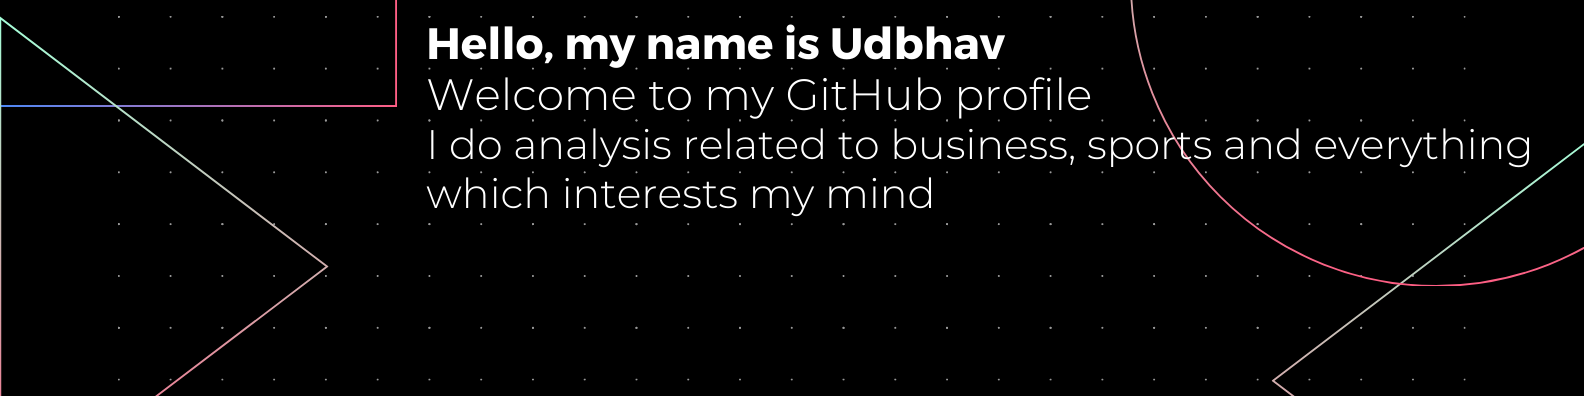 Hello, my name is Udbhav
Welcome to my GitHub profile
I do analysis related to business, sports and everything
which interests my mind